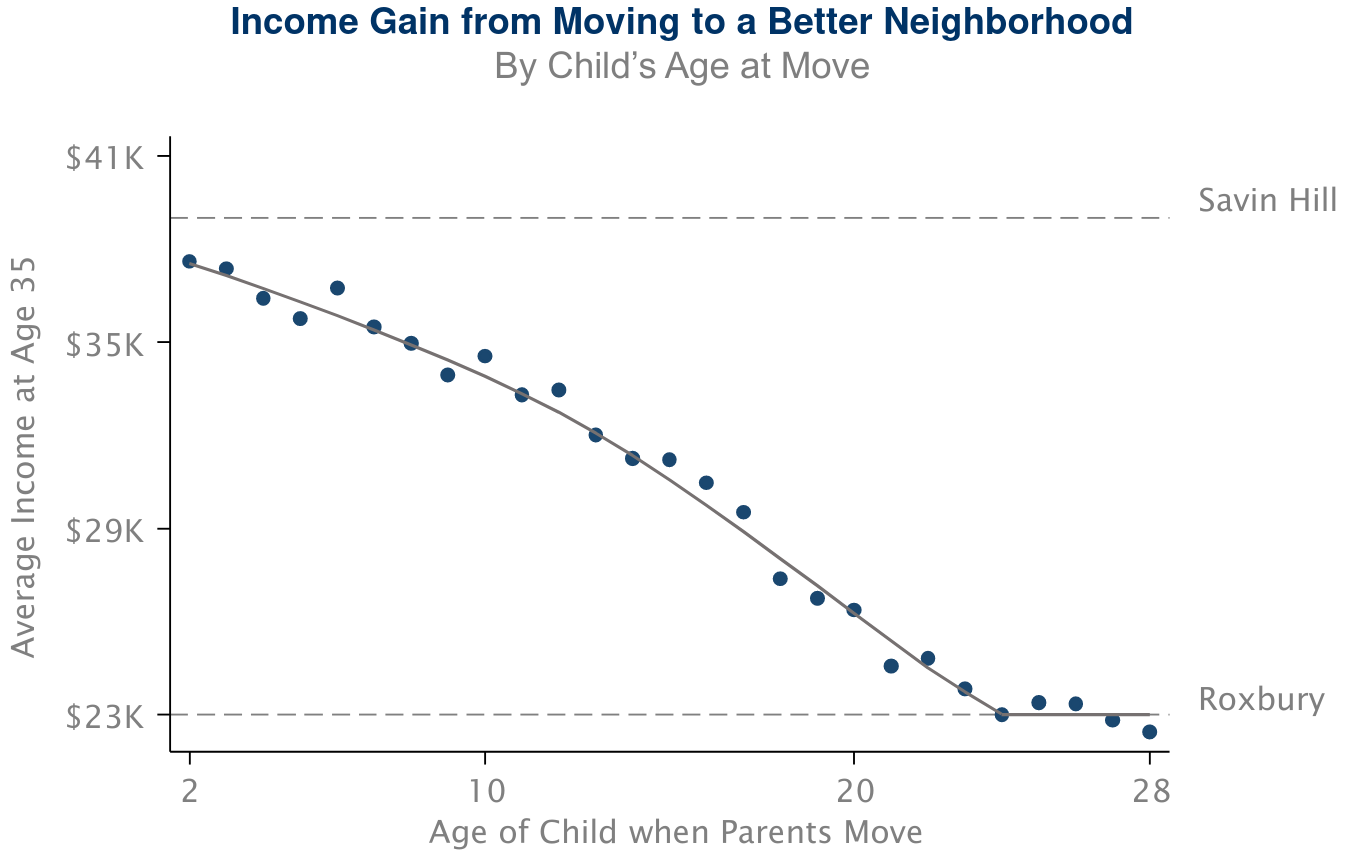 Income Gain from Moving to a Better Neighborhood
By Child’s Age at Move
$41K
Savin Hill
$35K
$29K
$23K
Roxbury
Average Income at Age 35
2 10 20 28
Age of Child when Parents Move